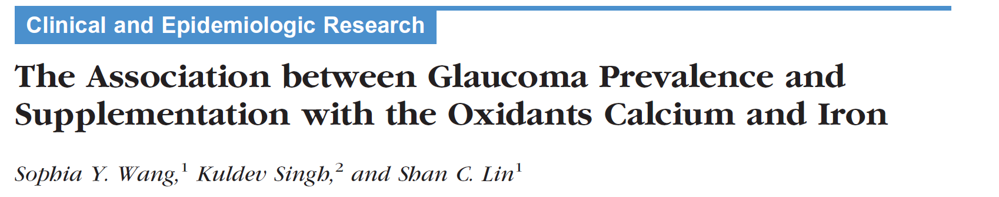 Clinical and Epidemiologic Research
The Association between Glaucoma Prevalence and
Supplementation with the Oxidants Calcium and Iron
Sophia Y. Wang,¹ Kuldev Singh,² and Shan C. Lin¹